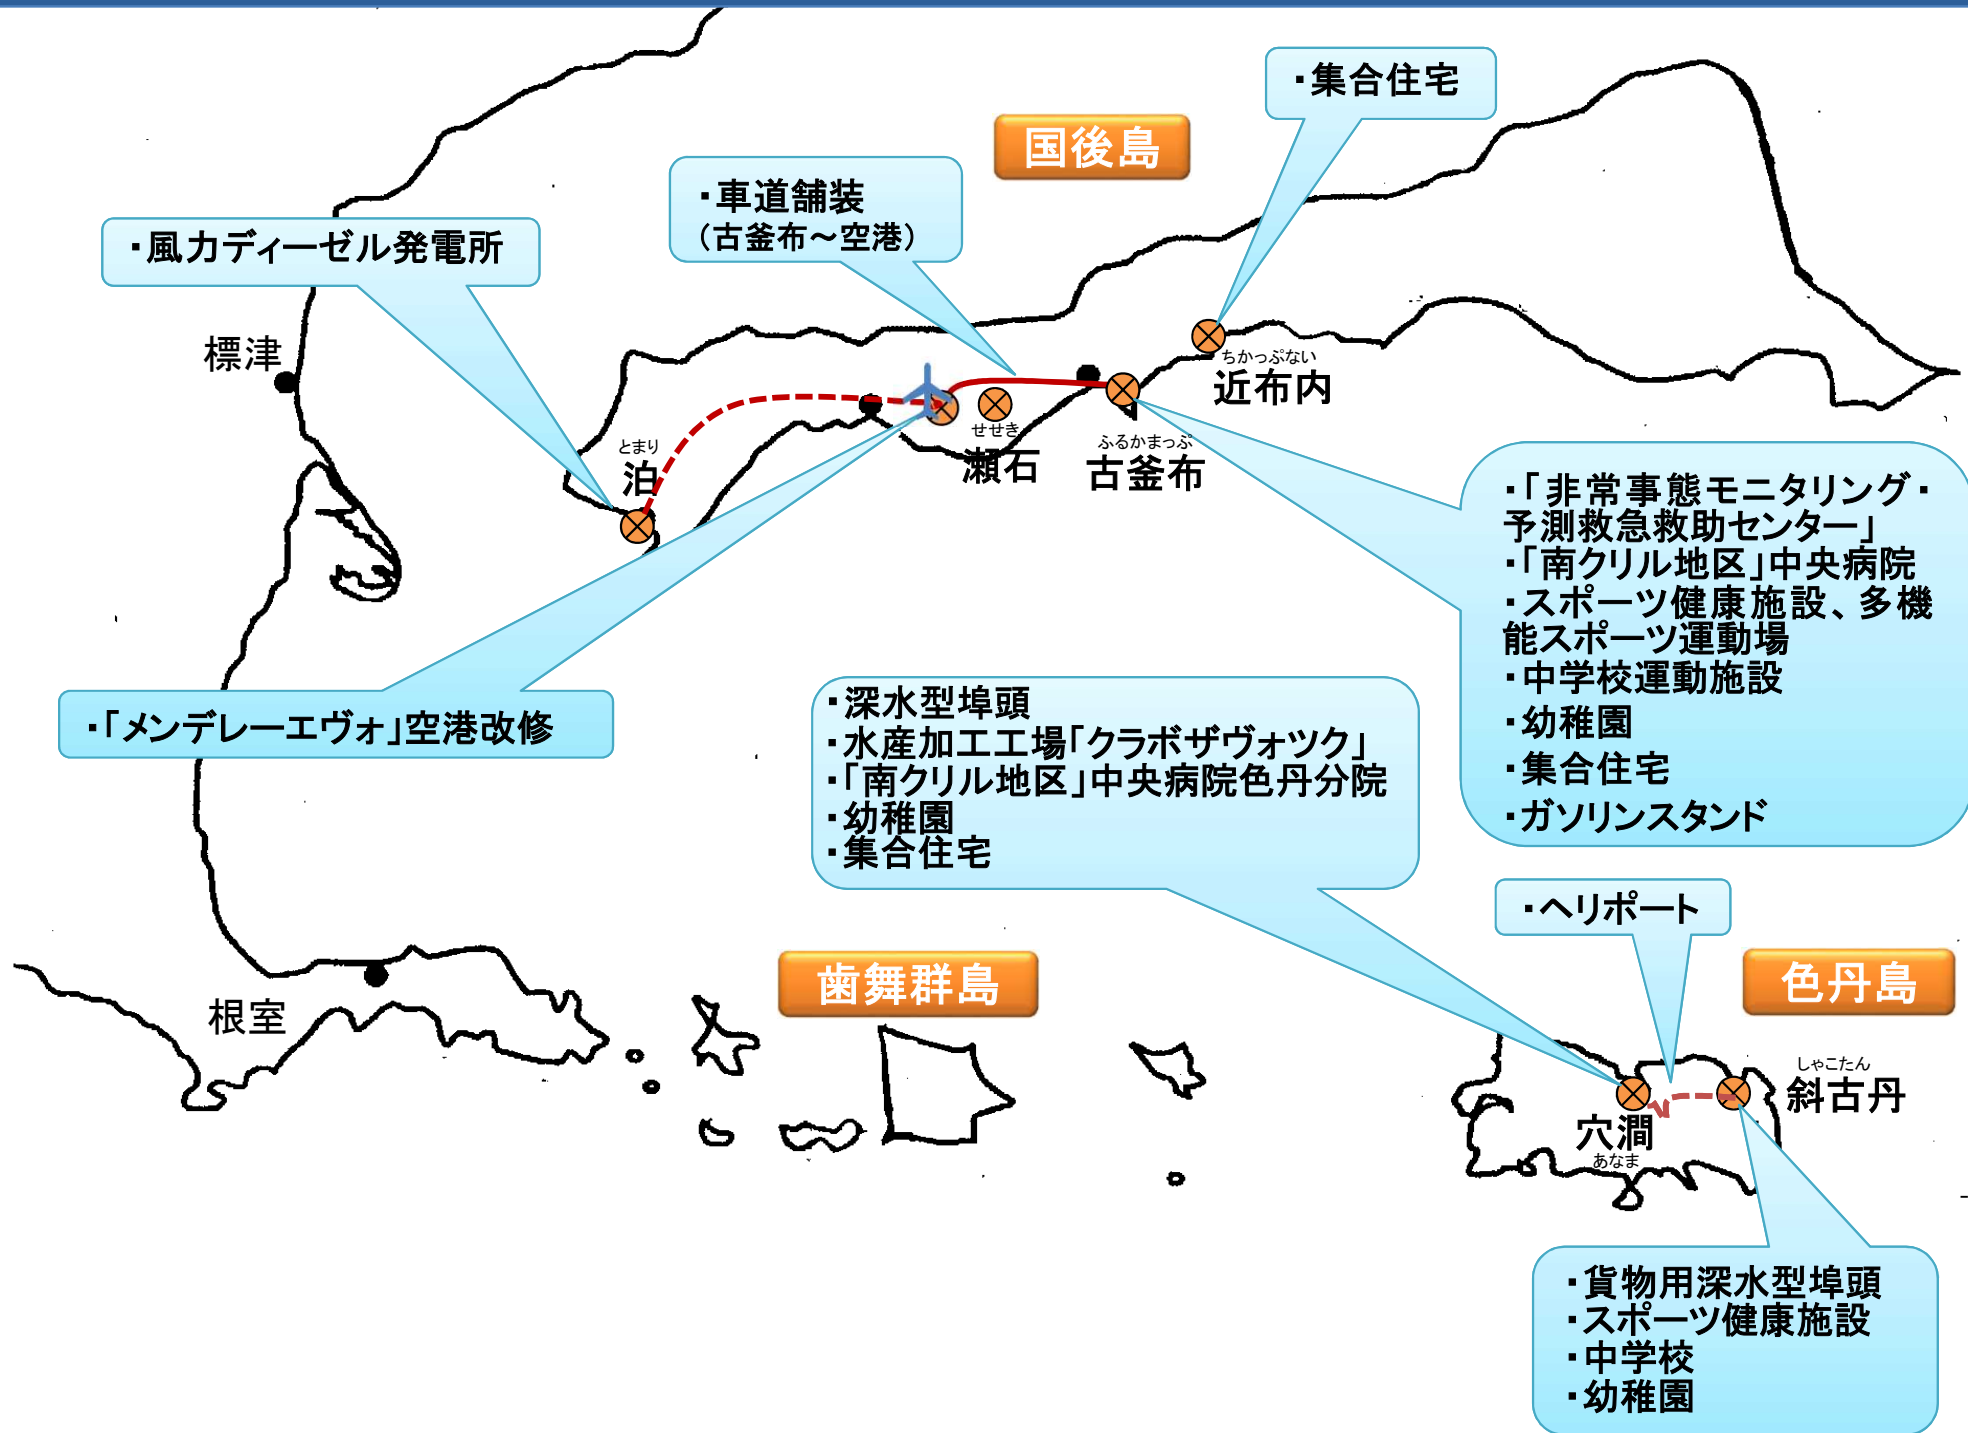 ・集合住宅
国後島
・車道舗装
(古釜布～空港)
・風力ディーゼル発電所
標津
ちかっぷない
近布内
せせき
瀬石
ふるかまっぷ
古釜布
とまり
泊
・「非常事態モニタリング・
予測救急救助センター」
・「南クリル地区」中央病院
・スポーツ健康施設、多機
能スポーツ運動場
・中学校運動施設
・幼稚園
・集合住宅
・ガソリンスタンド
・「メンデレーエヴォ」空港改修
・深水型埠頭
・水産加工工場「クラボザヴォツク」
・「南クリル地区」中央病院色丹分院
・幼稚園
・集合住宅
・ヘリポート
歯舞群島
色丹島
根室
しゃこたん
斜古丹
穴澗
あなま
・貨物用深水型埠頭
・スポーツ健康施設
・中学校
・幼稚園